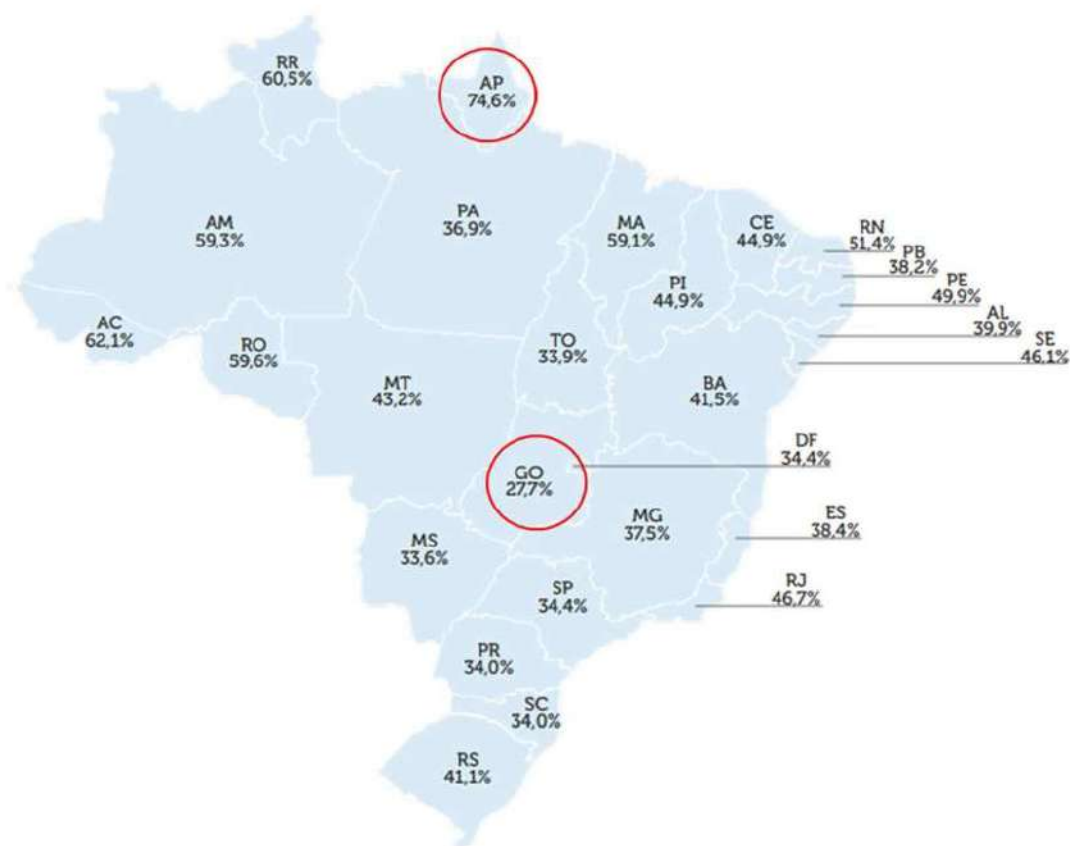 RR
60,5%
AP
74,6%
AM
59,3%
PA
36,9%
MA
59,1%
CE
44,9%
RN
51,4%
PB
38,2%
PI
44,9%
PE
49,9%
AL
39,9%
SE
46,1%
AC
62,1%
RO
59,6%
TO
33,9%
MT
43,2%
BA
41,5%
DF
34,4%
GO
27,7%
MG
37,5%
ES
38,4%
MS
33,6%
SP
34,4%
RJ
46,7%
PR
34,0%
SC
34,0%
RS
41,1%